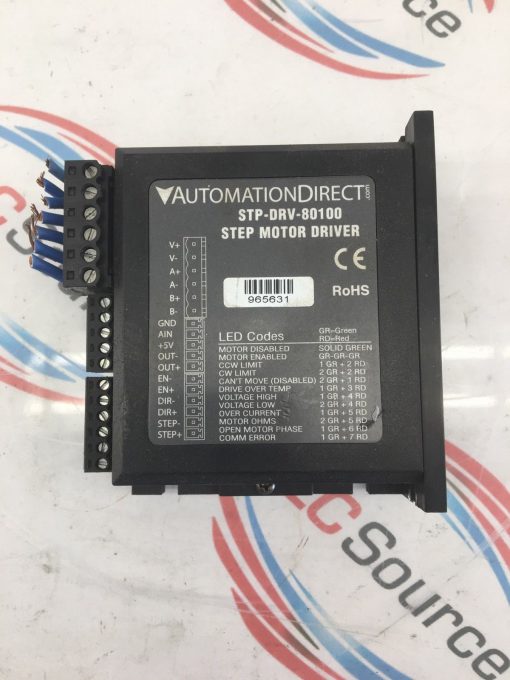 AUTOMATIONDIRECT.com
STP-DRV-80100
STEP MOTOR DRIVER
CE
RoHS
965631
V+
V-
A+
A-
B+
B-
GND
AIN
+5V
OUT-
OUT+
EN-
EN+
DIR-
DIR+
STEP-
STEP+
LED Codes
GR=Green
RD=Red
MOTOR DISABLED SOLID GREEN
MOTOR ENABLED GR-GR-GR
CCW LIMIT 1 GR + 2 RD
CW LIMIT 2 GR + 2 RD
CAN'T MOVE (DISABLED) 2 GR + 1 RD
DRIVE OVER TEMP 1 GR + 3 RD
VOLTAGE HIGH 1 GR + 4 RD
VOLTAGE LOW 2 GR + 4 RD
OVER CURRENT 1 GR + 5 RD
MOTOR OHMS 2 GR + 5 RD
OPEN MOTOR PHASE 1 GR + 6 RD
COMM ERROR 1 GR + 7 RD
LC
Source
LC
Source